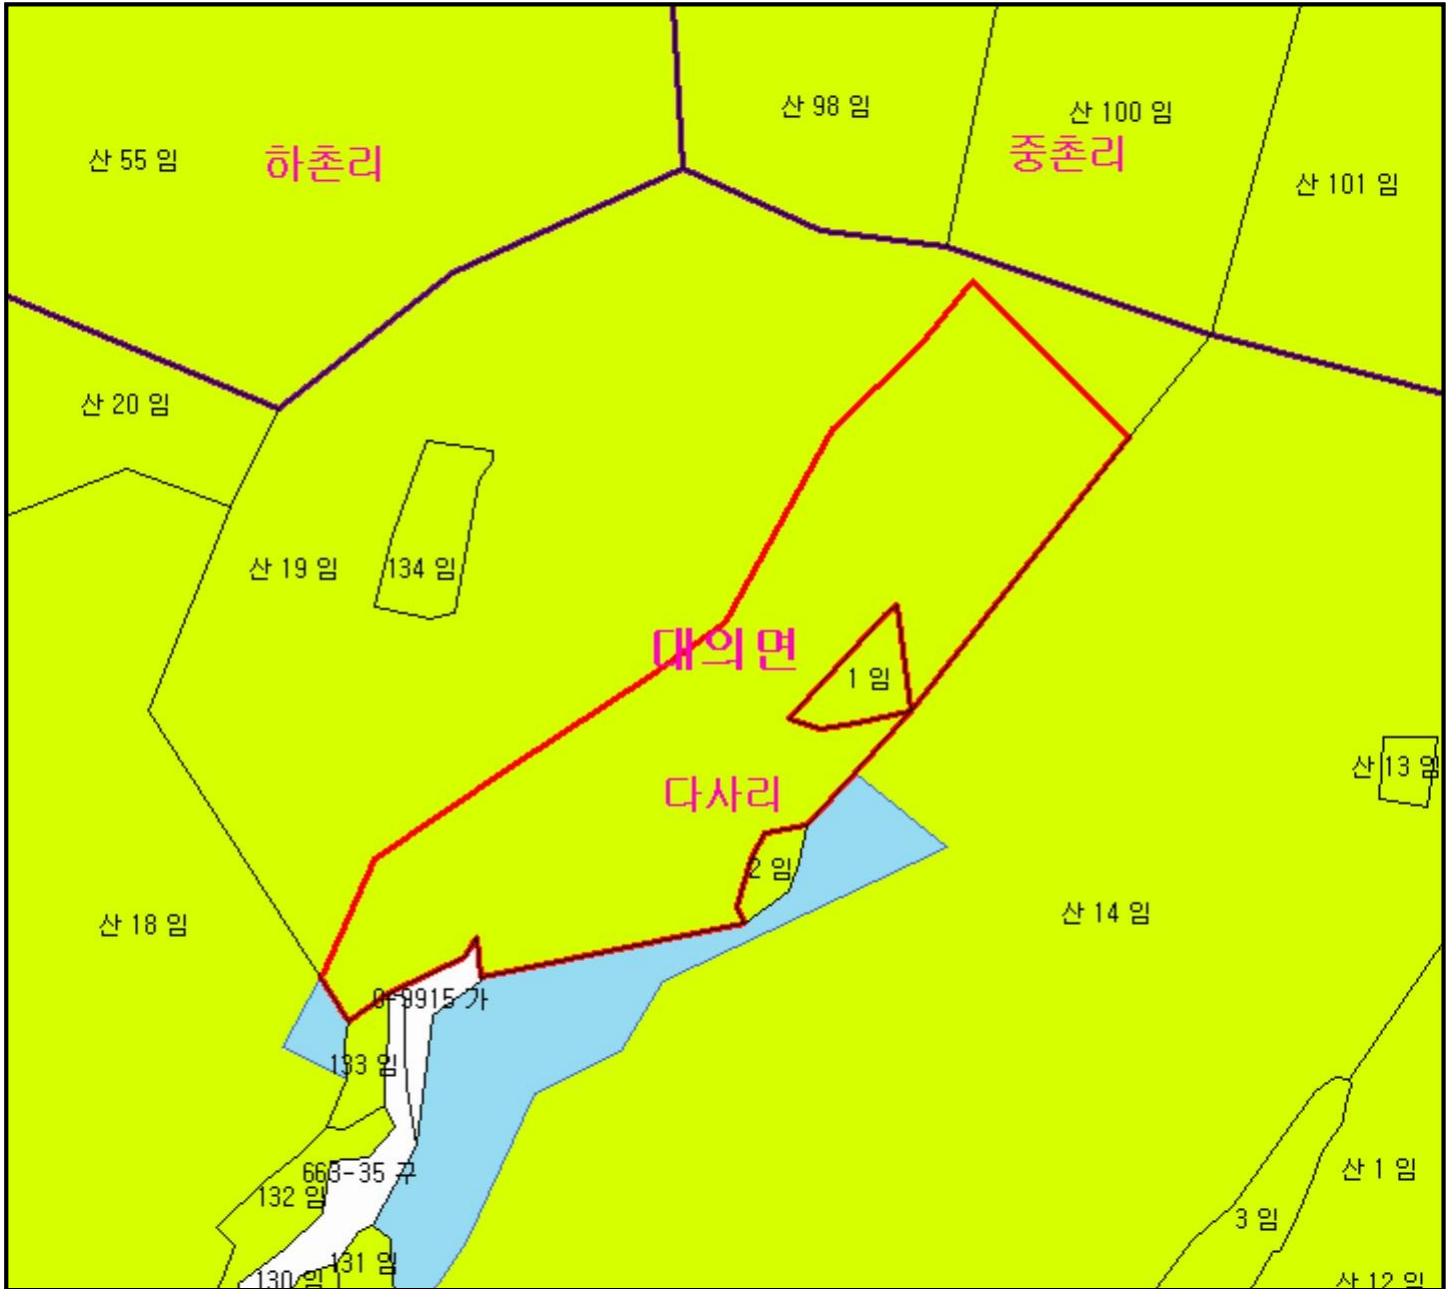 산 98 임
산 100 임
산 55 임
하촌리
중촌리
산 101 임
산 20 임
산 19 임
134 임
대의면
1 임
산 13 임
다사리
2 임
산 18 임
산 14 임
0-9915 가
133 임
663-35 구
132 임
산 1 임
3 임
131 임
130 임
산 12 임